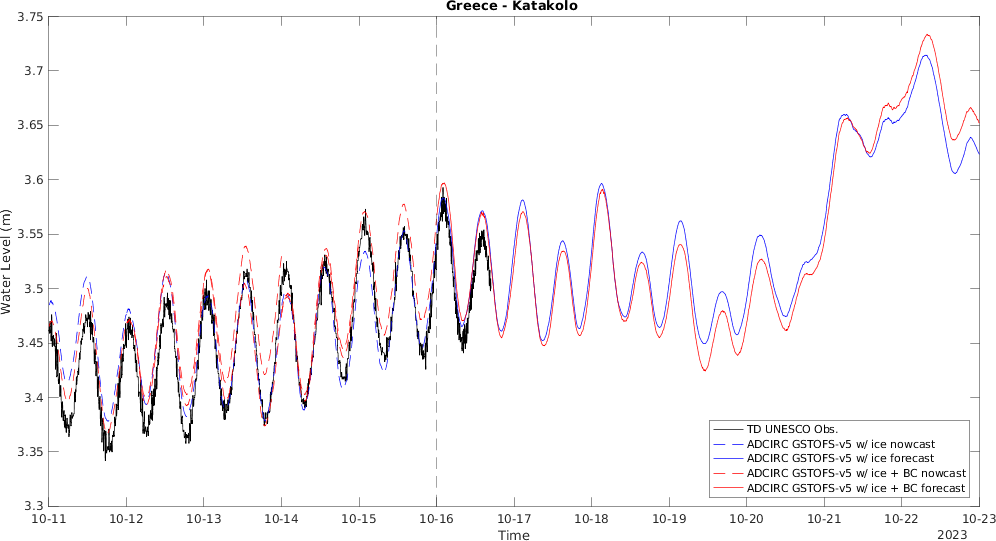 Greece - Katakolo
3.75
3.7
3.65
3.6
3.55
3.5
3.45
3.4
3.35
3.3
Water Level (m)
10-11 10-12 10-13 10-14 10-15 10-16 10-17 10-18 10-19 10-20 10-21 10-22 10-23
Time
2023
TD UNESCO Obs.
ADCIRC GSTOFS-v5 w/ ice nowcast
ADCIRC GSTOFS-v5 w/ ice forecast
ADCIRC GSTOFS-v5 w/ ice + BC nowcast
ADCIRC GSTOFS-v5 w/ ice + BC forecast